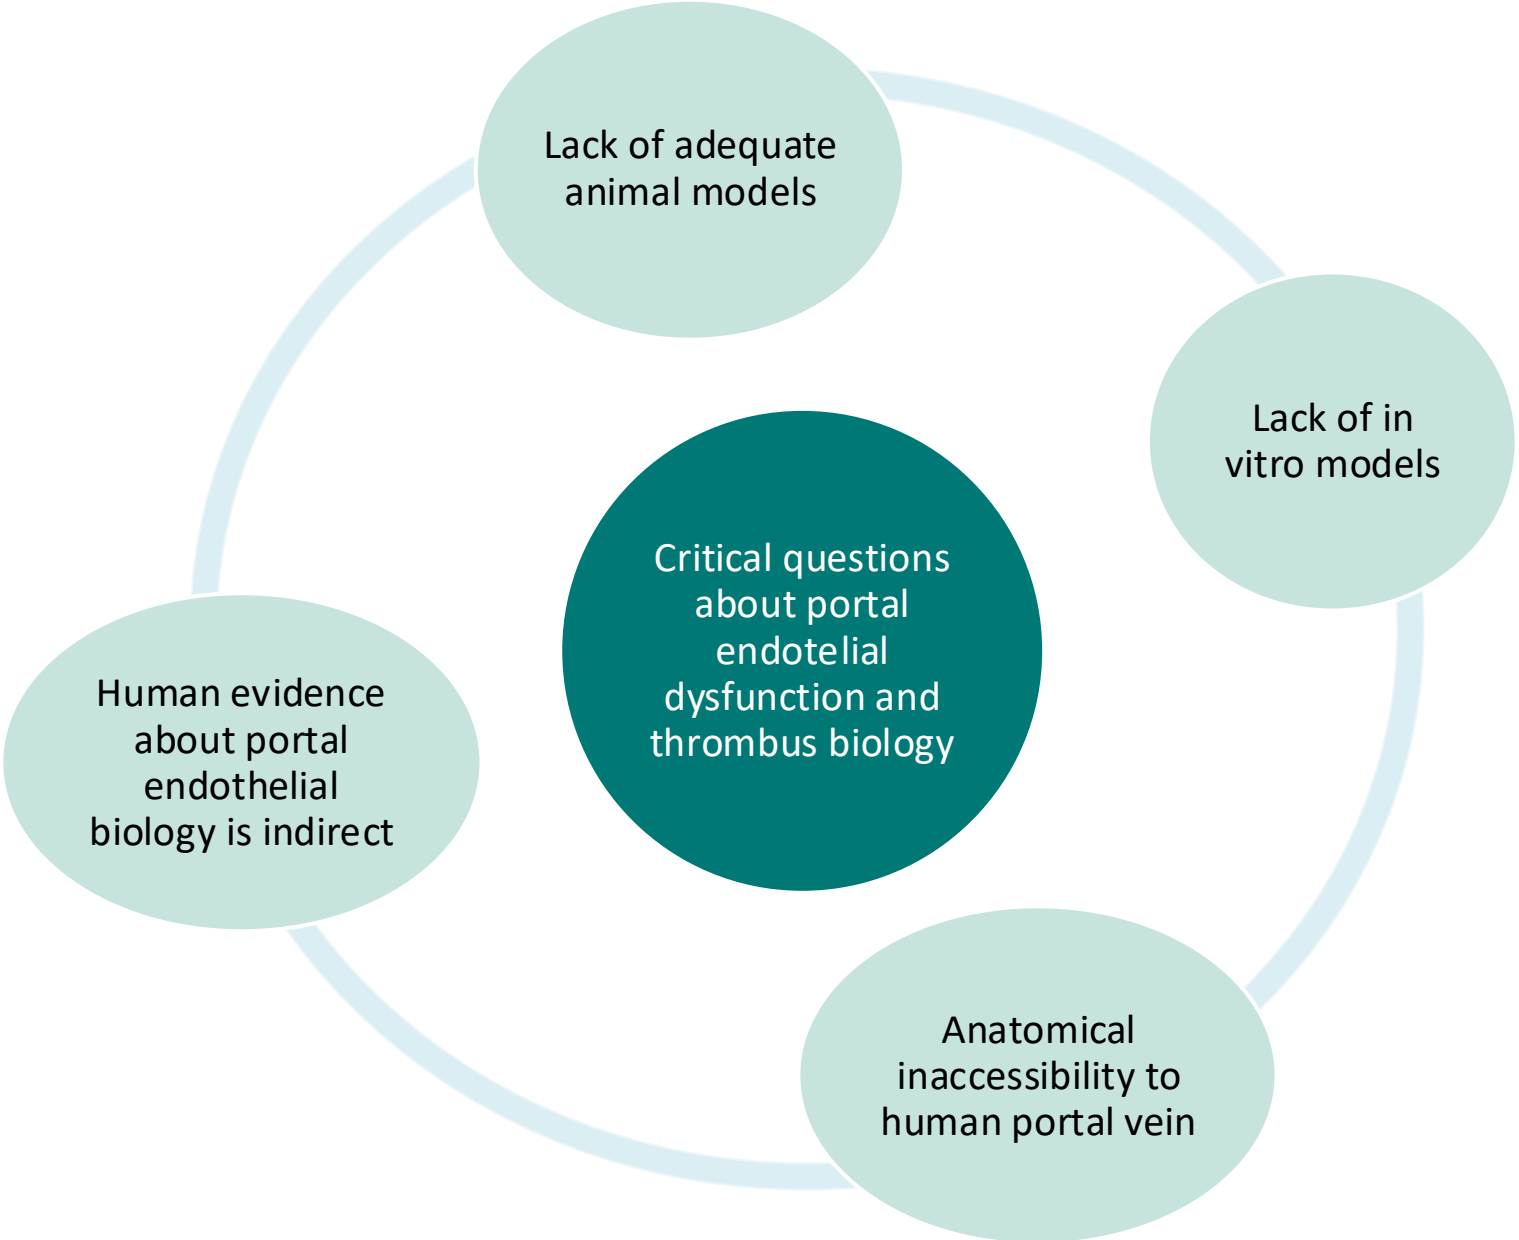 Lack of adequate
animal models
Lack of in
vitro models
Critical questions
about portal
endotelial
dysfunction and
thrombus biology
Human evidence
about portal
endothelial
biology is indirect
Anatomical
inaccessibility to
human portal vein